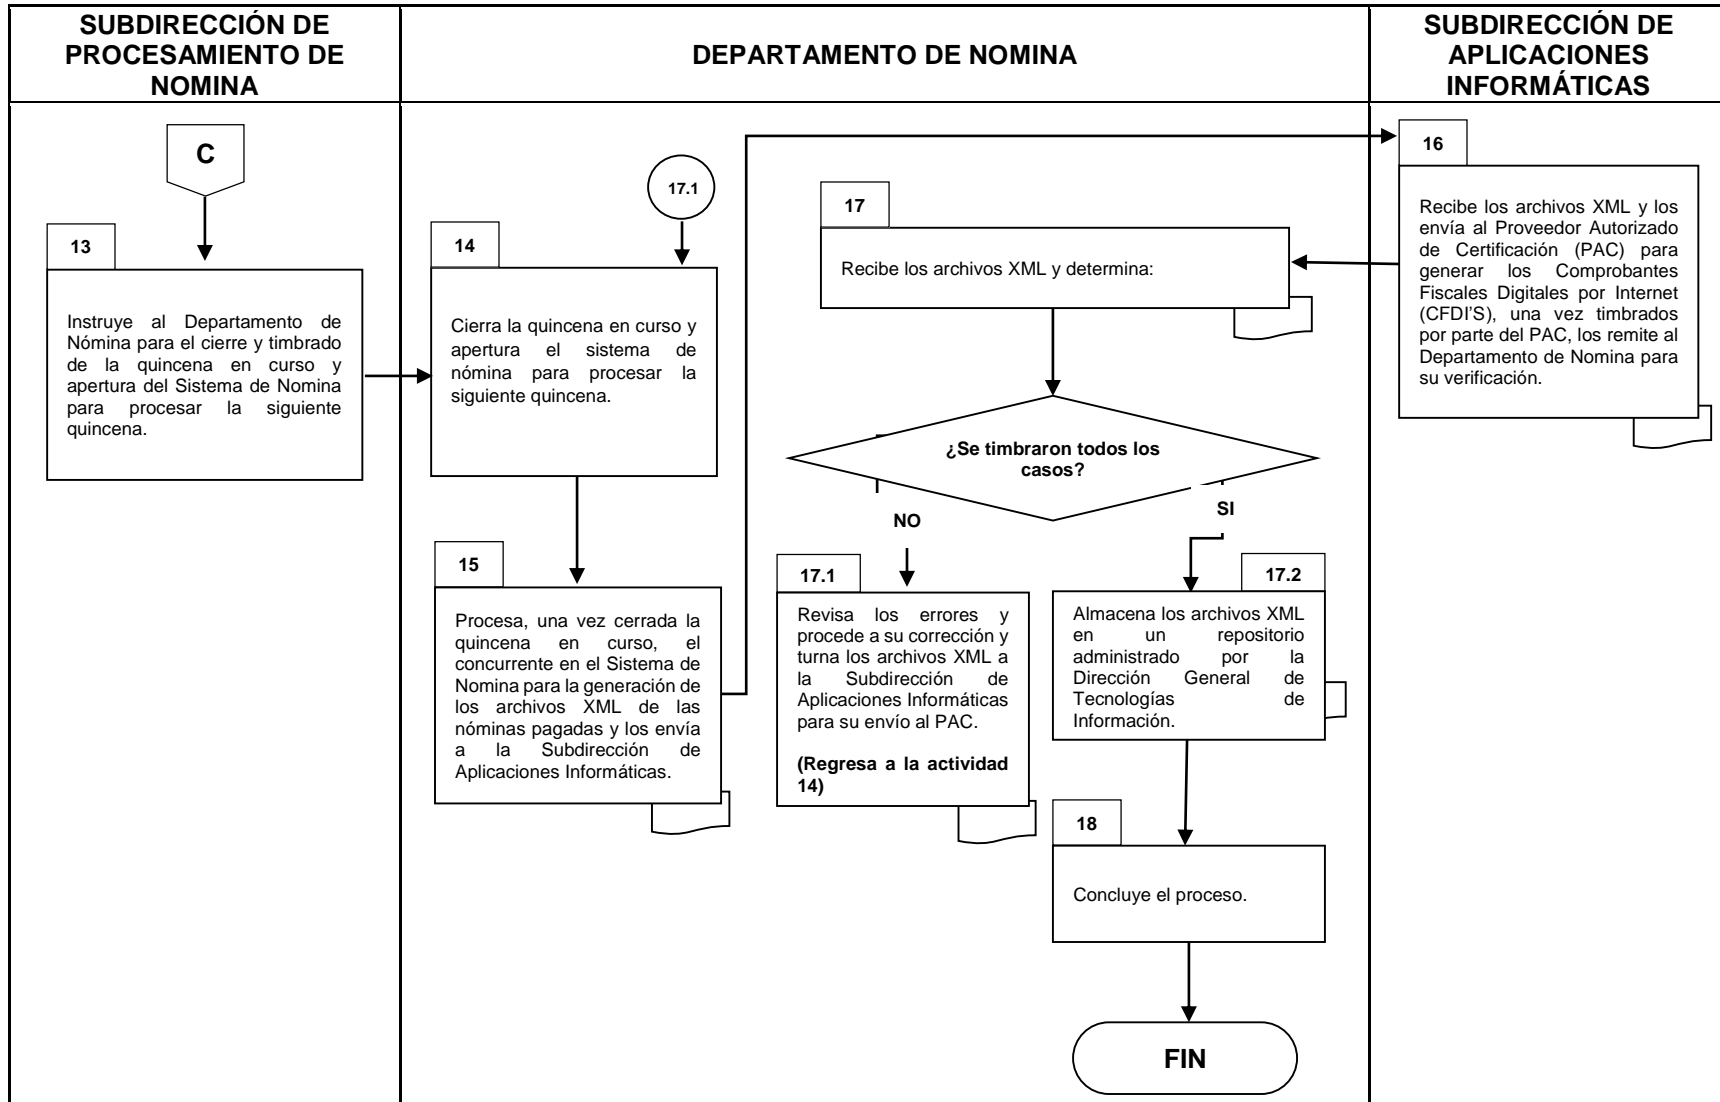 SUBDIRECCIÓN DE
PROCESAMIENTO DE
NOMINA
DEPARTAMENTO DE NOMINA
SUBDIRECCIÓN DE
APLICACIONES
INFORMÁTICAS
C
13
Instruye al Departamento de
Nómina para el cierre y timbrado
de la quincena en curso y
apertura del Sistema de Nomina
para procesar la siguiente
quincena.
17.1
14
Cierra la quincena en curso y
apertura el sistema de
nómina para procesar la
siguiente quincena.
15
Procesa, una vez cerrada la
quincena en curso, el
concurrente en el Sistema de
Nomina para la generación de
los archivos XML de las
nóminas pagadas y los envía
a la Subdirección de
Aplicaciones Informáticas.
16
Recibe los archivos XML y los
envía al Proveedor Autorizado
de Certificación (PAC) para
generar los Comprobantes
Fiscales Digitales por Internet
(CFDI'S), una vez timbrados
por parte del PAC, los remite al
Departamento de Nomina para
su verificación.
17
Recibe los archivos XML y determina:
¿Se timbraron todos los
casos?
NO
SI
17.1
Revisa los errores y
procede a su corrección y
turna los archivos XML a
la Subdirección de
Aplicaciones Informáticas
para su envío al PAC.
(Regresa a la actividad
14)
17.2
Almacena los archivos XML
en un repositorio
administrado por la
Dirección General de
Tecnologías de
Información.
18
Concluye el proceso.
FIN